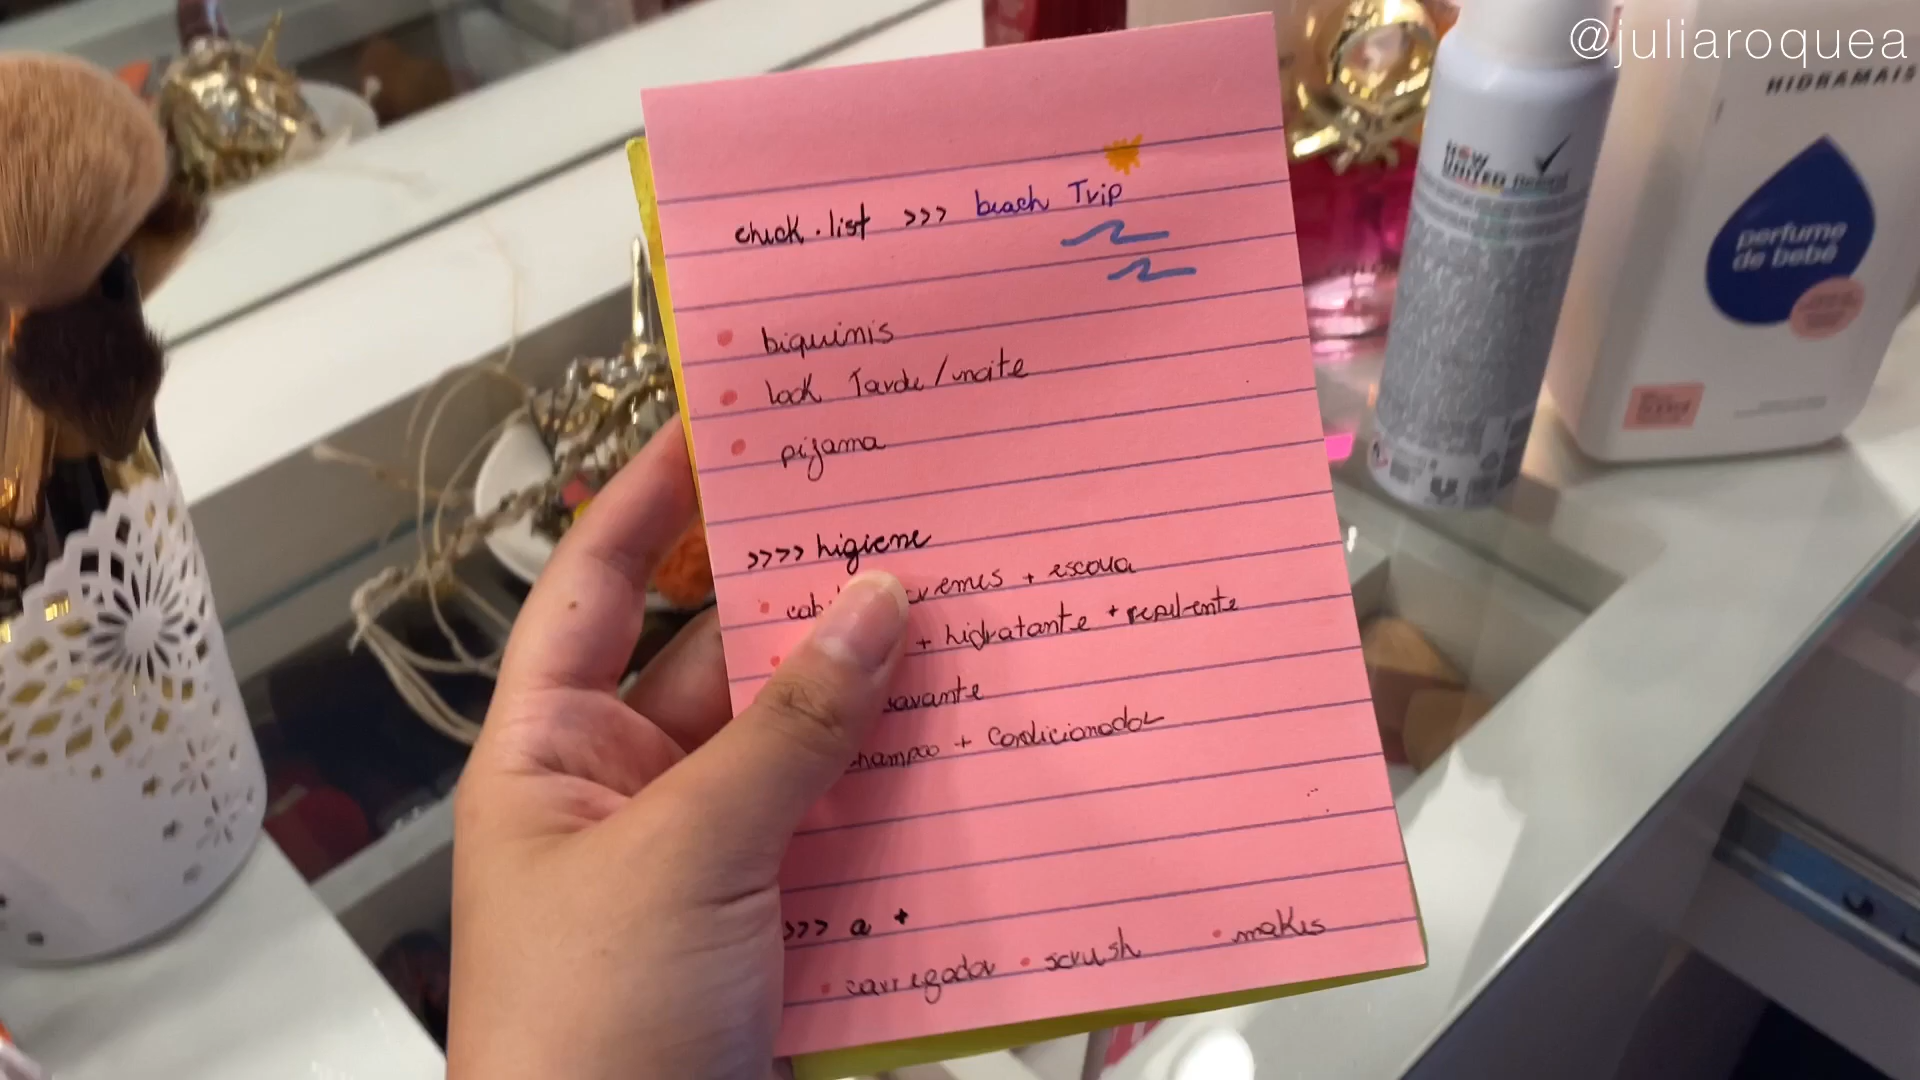 @juliaroquea
HIDRAMAIS
perfume
de bebê
check.list >>> beach Trip
• biquinis
• look Tarde/noite
• pijama
>>>> higiene
• cremes + escova
• + hidratante + repelente
shampoo + condicionador
>>> a +
• carregador • scrush • makes